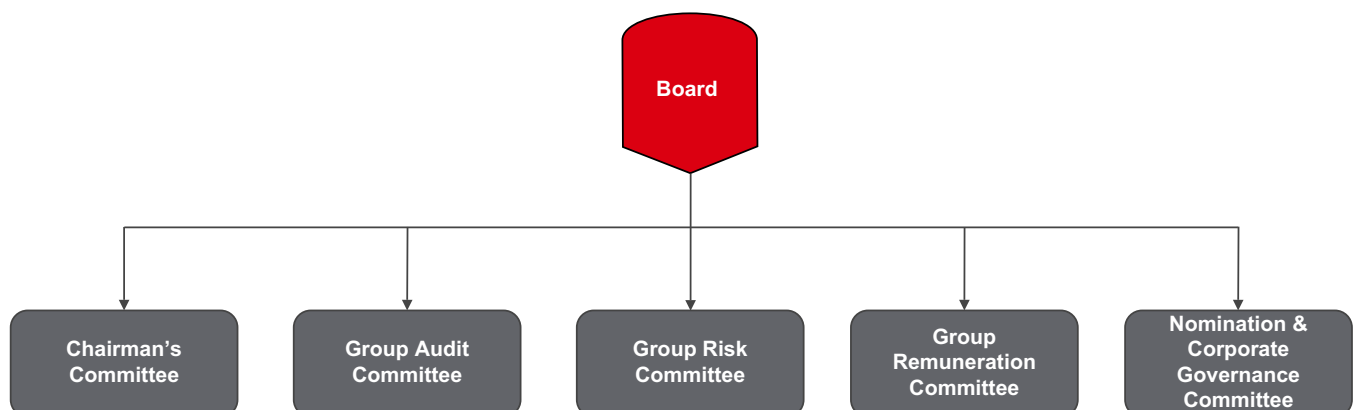 Board
Chairman’s
Committee
Group Audit
Committee
Group Risk
Committee
Group
Remuneration
Committee
Nomination &
Corporate
Governance
Committee